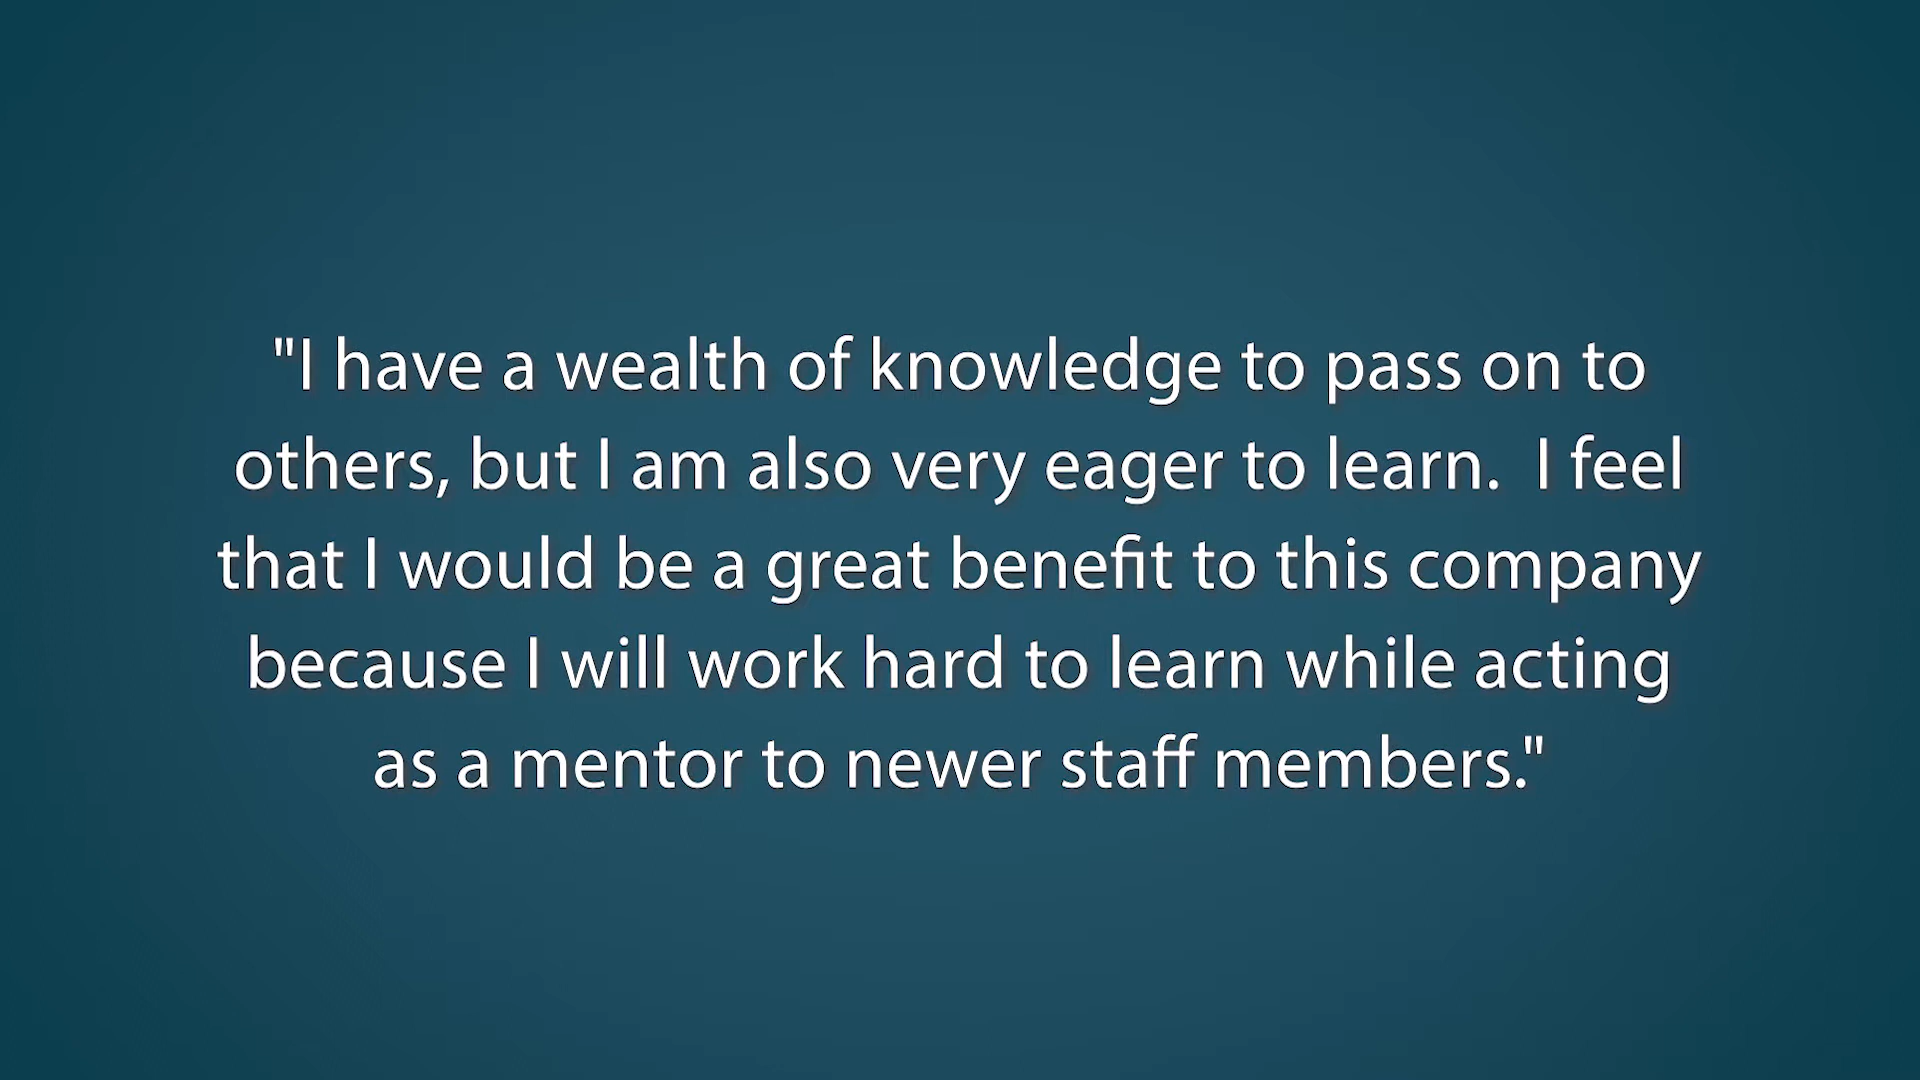 "I have a wealth of knowledge to pass on to
others, but I am also very eager to learn.  I feel
that I would be a great benefit to this company
because I will work hard to learn while acting
as a mentor to newer staff members."